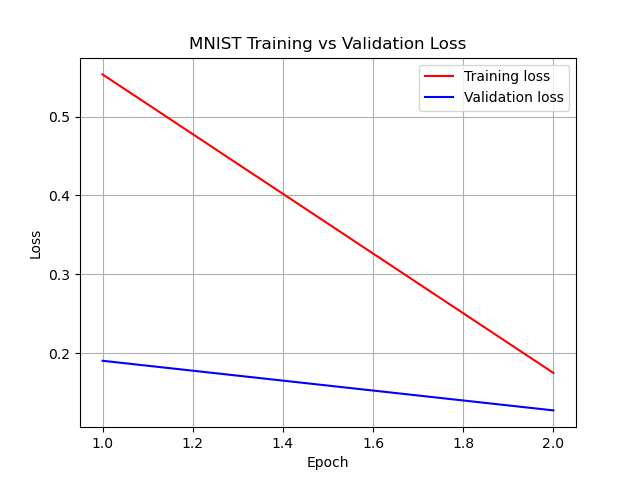 MNIST Training vs Validation Loss
Training loss
Validation loss
Loss
0.5
0.4
0.3
0.2
1.0 1.2 1.4 1.6 1.8 2.0
Epoch